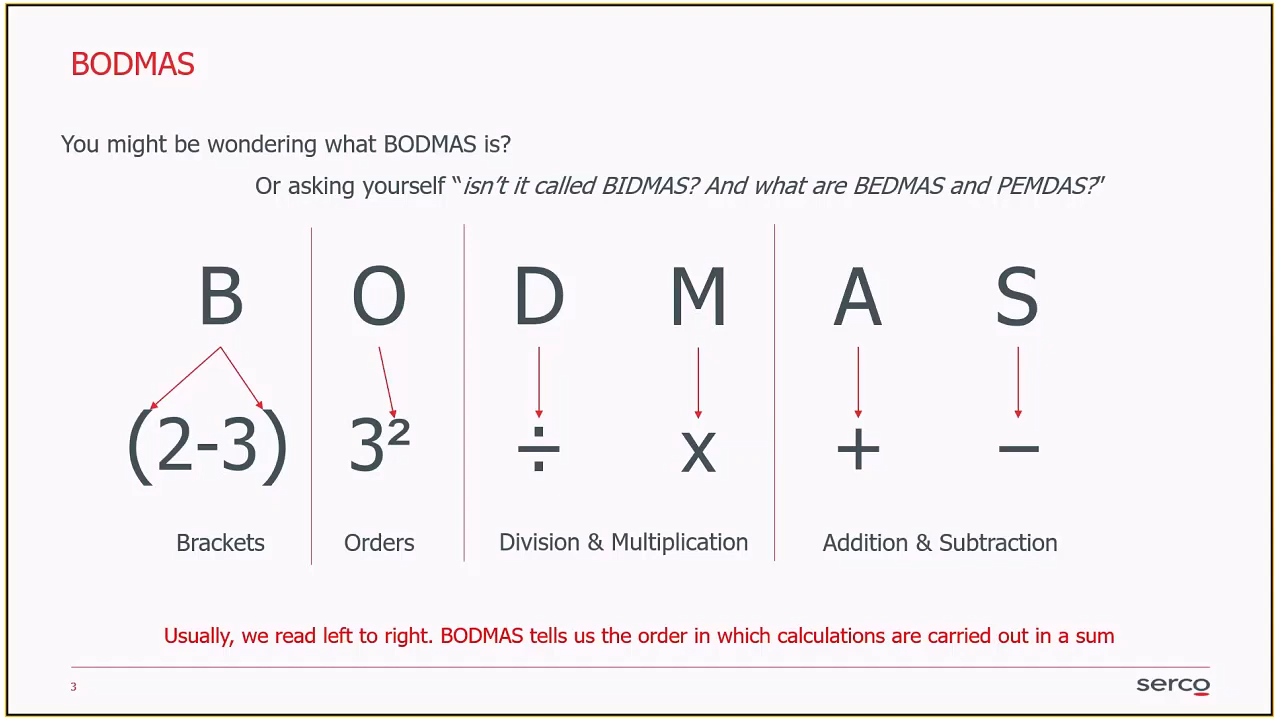 BODMAS
You might be wondering what BODMAS is?
Or asking yourself “isn’t it called BIDMAS? And what are BEDMAS and PEMDAS?”
B O D M A S
(2-3) 3² ÷ x + −
Brackets Orders Division & Multiplication Addition & Subtraction
Usually, we read left to right. BODMAS tells us the order in which calculations are carried out in a sum
3 serco